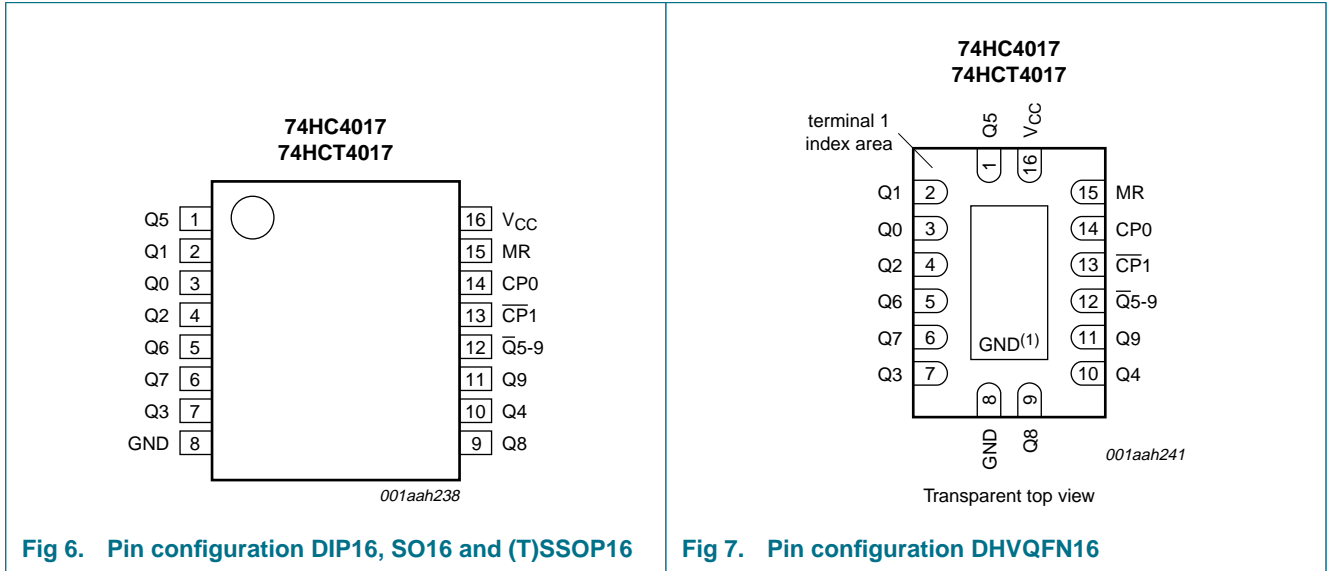 74HC4017
74HCT4017
Q5 1
Q1 2
Q0 3
Q2 4
Q6 5
Q7 6
Q3 7
GND 8
16 VCC
15 MR
14 CP0
13 C̅P̅1
12 Q̅5-9
11 Q9
10 Q4
9 Q8
001aah238
Fig 6. Pin configuration DIP16, SO16 and (T)SSOP16
74HC4017
74HCT4017
terminal 1
index area
Q5 1
VCC 16
Q1 2
Q0 3
Q2 4
Q6 5
Q7 6
Q3 7
15 MR
14 CP0
13 C̅P̅1
12 Q̅5-9
11 Q9
10 Q4
GND(1)
8 GND
9 Q8
001aah241
Transparent top view
Fig 7. Pin configuration DHVQFN16